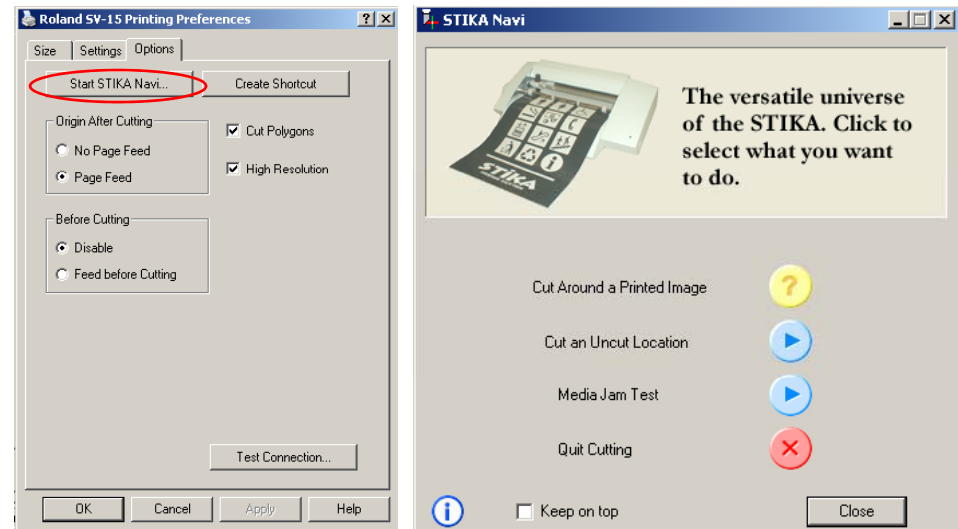 Roland SV-15 Printing Preferences
Size Settings Options
Start STIKA Navi... Create Shortcut
Origin After Cutting
No Page Feed
Page Feed
Cut Polygons
High Resolution
Before Cutting
Disable
Feed before Cutting
Test Connection...
OK Cancel Apply Help
STIKA Navi
STIKA
The versatile universe
of the STIKA. Click to
select what you want
to do.
Cut Around a Printed Image
Cut an Uncut Location
Media Jam Test
Quit Cutting
Keep on top
Close